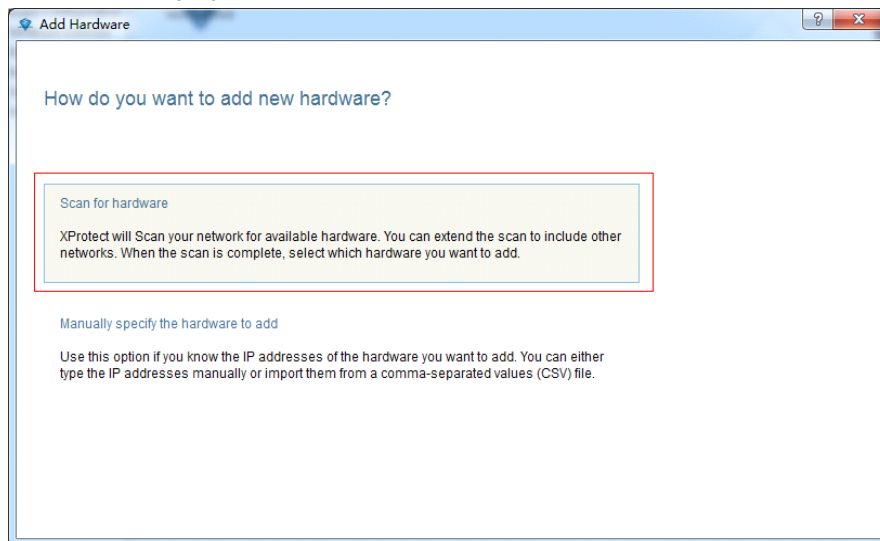 Add Hardware
How do you want to add new hardware?
Scan for hardware
XProtect will Scan your network for available hardware. You can extend the scan to include other
networks. When the scan is complete, select which hardware you want to add.
Manually specify the hardware to add
Use this option if you know the IP addresses of the hardware you want to add. You can either
type the IP addresses manually or import them from a comma-separated values (CSV) file.